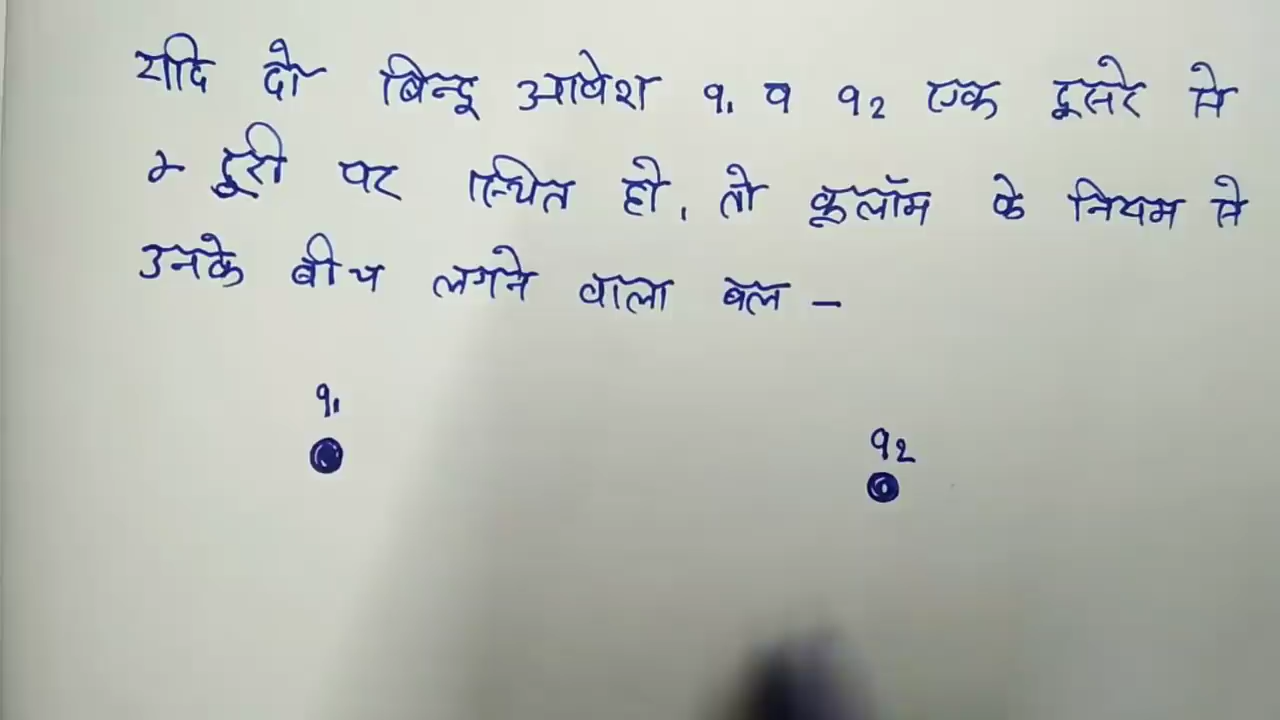 यदि दो बिन्दू आवेश q₁ व q₂ एक दूसरे से
r दूरी पर स्थित हो, तो कूलॉम के नियम से
उनके बीच लगने वाला बल –
q₁
q₂